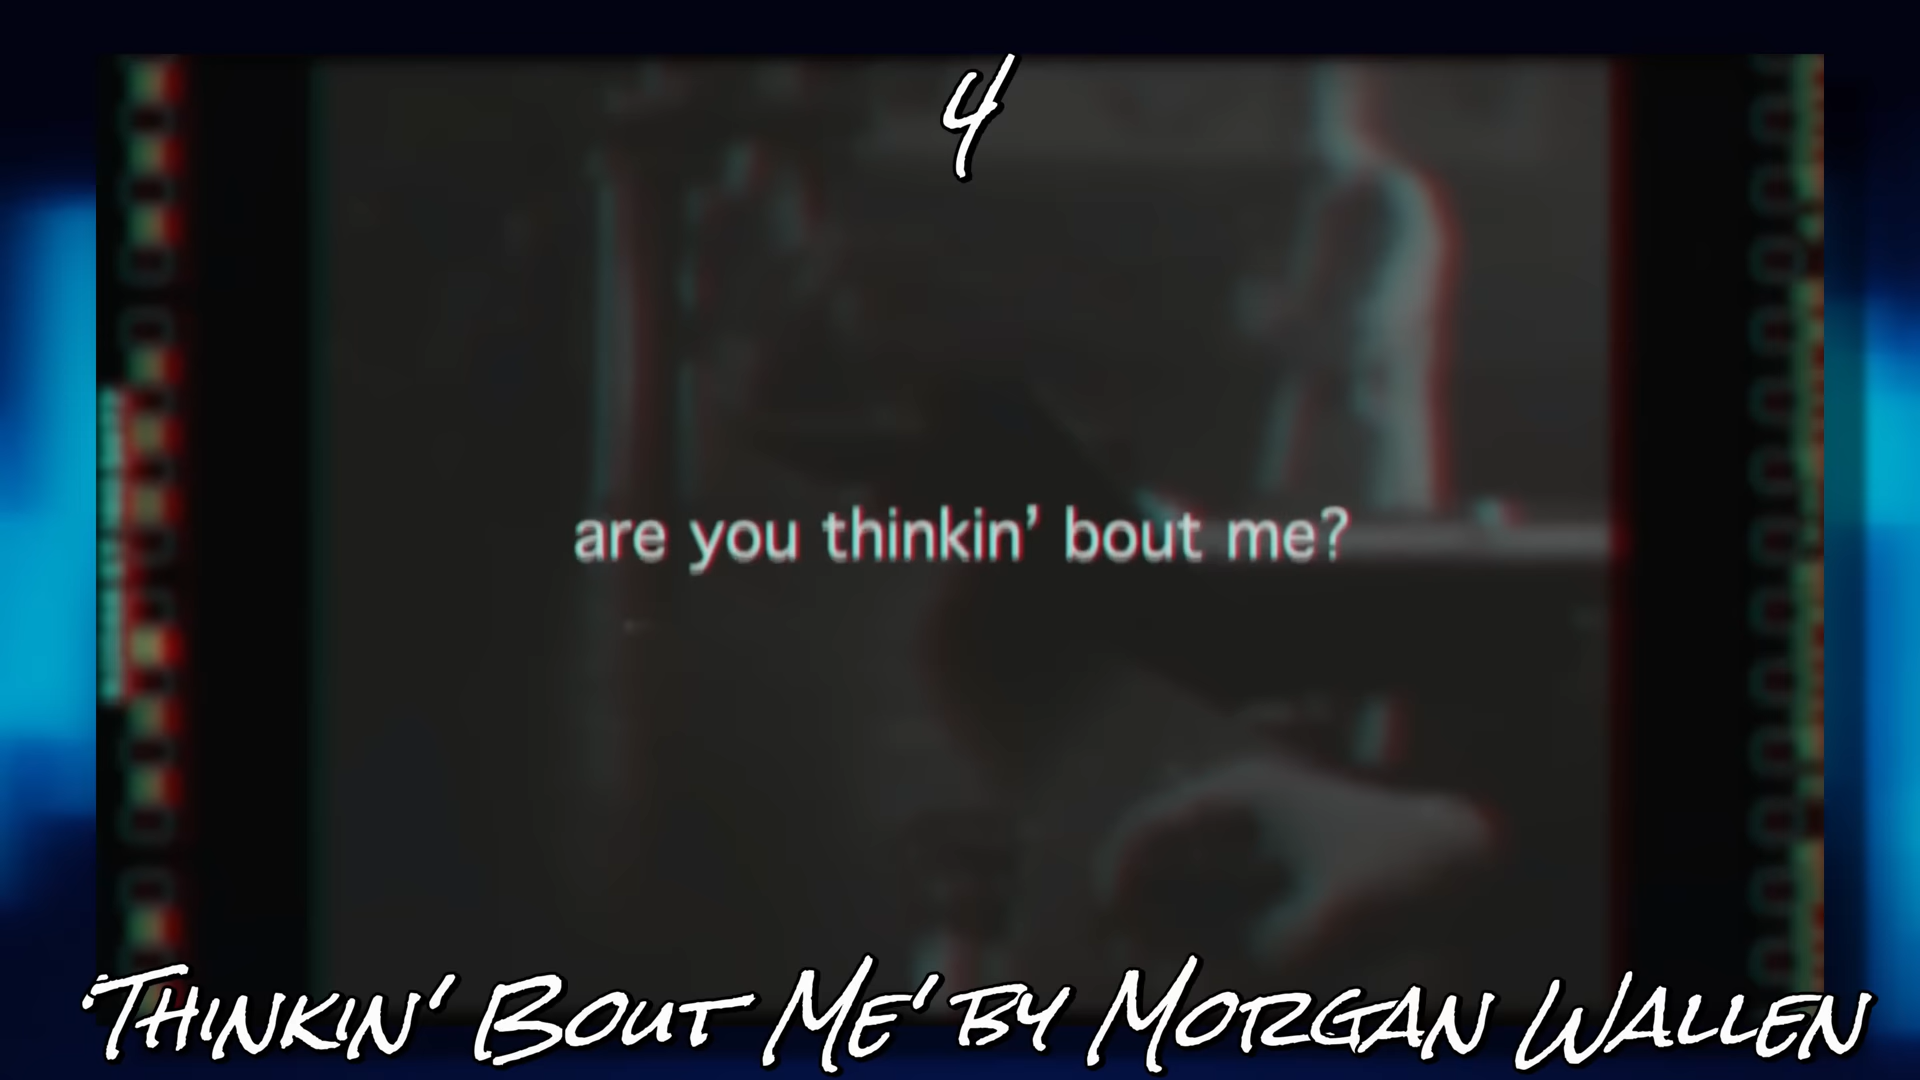 4
are you thinkin’ bout me?
'Thinkin' Bout Me' by Morgan Wallen